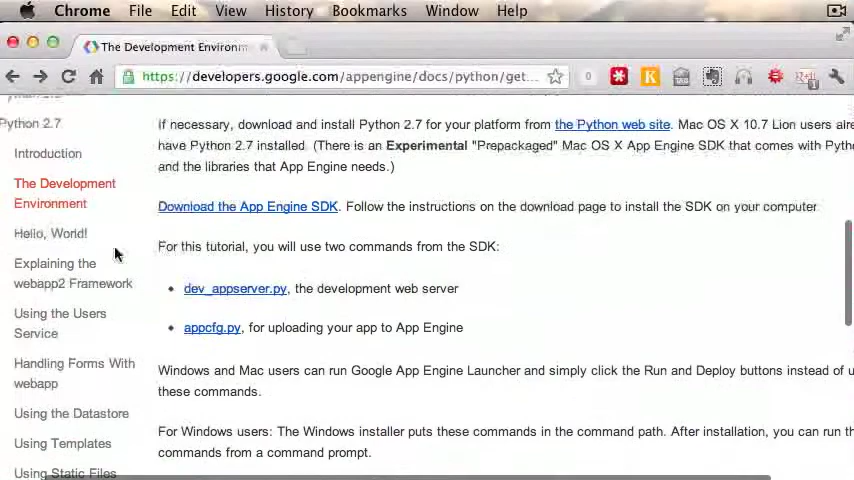 Chrome File Edit View History Bookmarks Window Help
The Development Environm
https://developers.google.com/appengine/docs/python/get...
Python 2.7
Introduction
The Development
Environment
Hello, World!
Explaining the
webapp2 Framework
Using the Users
Service
Handling Forms With
webapp
Using the Datastore
Using Templates
Using Static Files
If necessary, download and install Python 2.7 for your platform from the Python web site. Mac OS X 10.7 Lion users
have Python 2.7 installed. (There is an Experimental "Prepackaged" Mac OS X App Engine SDK that comes with
and the libraries that App Engine needs.)
Download the App Engine SDK. Follow the instructions on the download page to install the SDK on your computer
For this tutorial, you will use two commands from the SDK:
• dev_appserver.py, the development web server
• appcfg.py, for uploading your app to App Engine
Windows and Mac users can run Google App Engine Launcher and simply click the Run and Deploy buttons instead of
these commands.
For Windows users: The Windows installer puts these commands in the command path. After installation, you can run
commands from a command prompt.